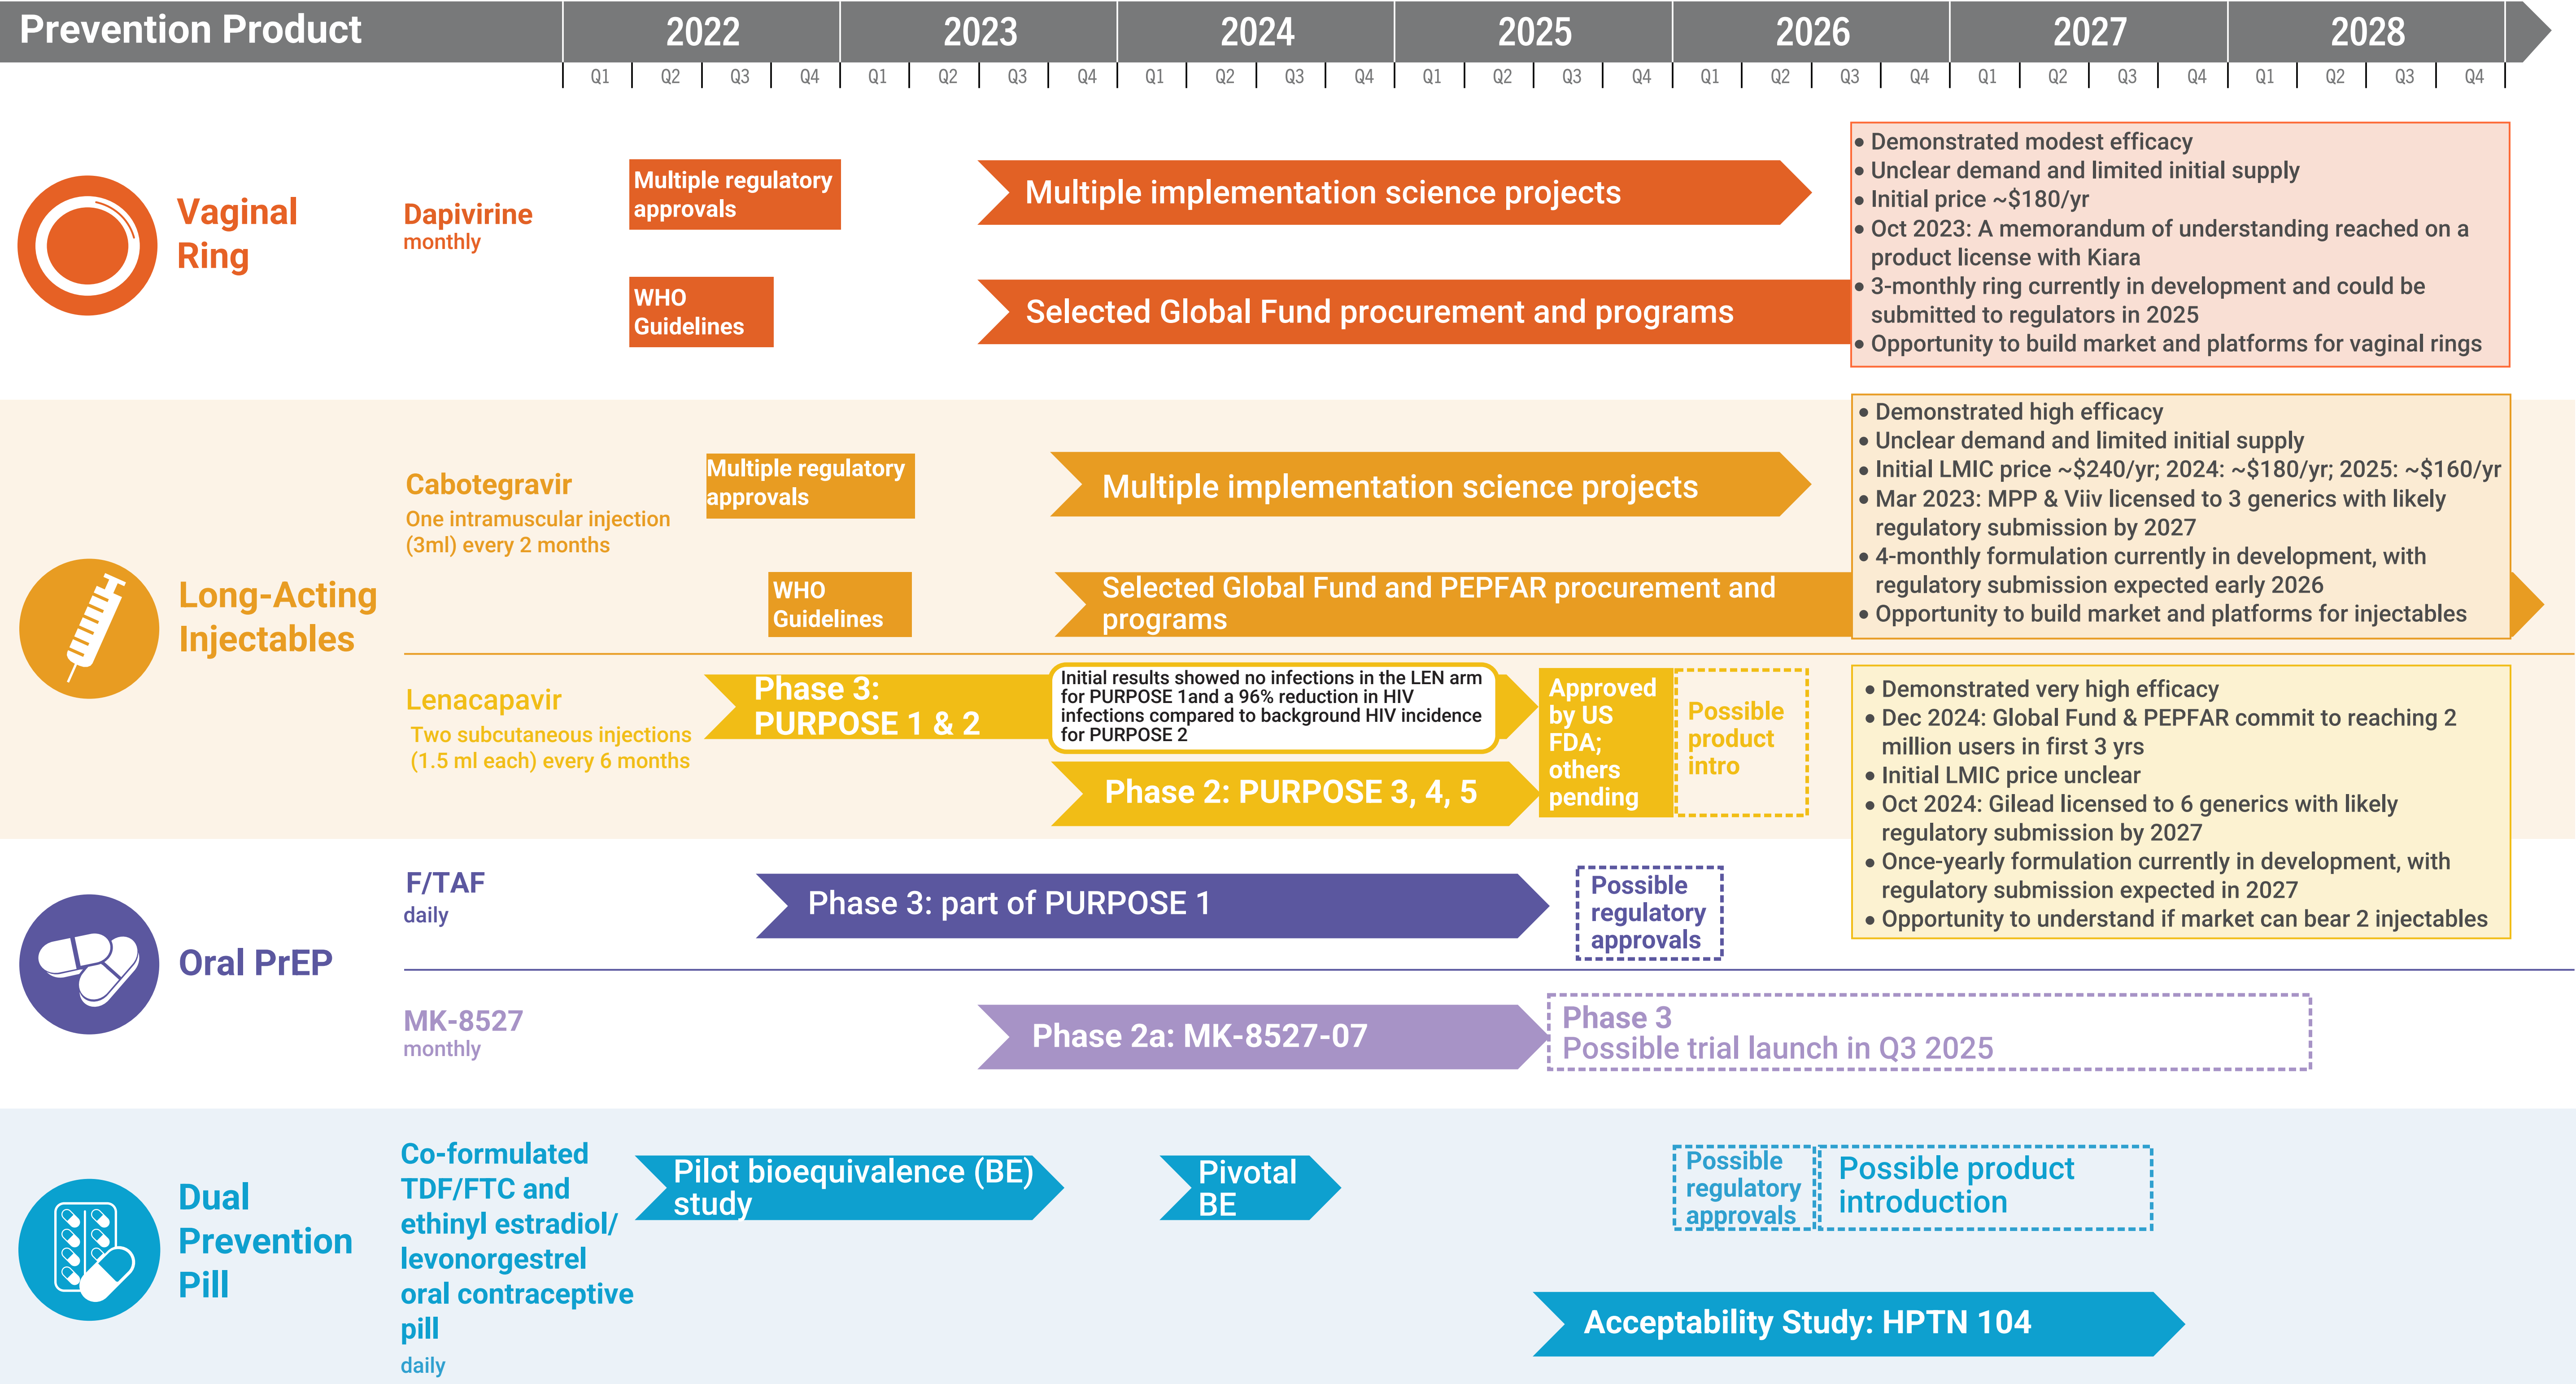 Prevention Product
2022
2023
2024
2025
2026
2027
2028
Q1 Q2 Q3 Q4 Q1 Q2 Q3 Q4 Q1 Q2 Q3 Q4 Q1 Q2 Q3 Q4 Q1 Q2 Q3 Q4 Q1 Q2 Q3 Q4 Q1 Q2 Q3 Q4
Vaginal
Ring
Dapivirine
monthly
Multiple regulatory
approvals
Multiple implementation science projects
WHO
Guidelines
Selected Global Fund procurement and programs
• Demonstrated modest efficacy
• Unclear demand and limited initial supply
• Initial price ~$180/yr
• Oct 2023: A memorandum of understanding reached on a
product license with Kiara
• 3-monthly ring currently in development and could be
submitted to regulators in 2025
• Opportunity to build market and platforms for vaginal rings
Long-Acting
Injectables
Cabotegravir
One intramuscular injection
(3ml) every 2 months
Multiple regulatory
approvals
Multiple implementation science projects
WHO
Guidelines
Selected Global Fund and PEPFAR procurement and
programs
• Demonstrated high efficacy
• Unclear demand and limited initial supply
• Initial LMIC price ~$240/yr; 2024: ~$180/yr; 2025: ~$160/yr
• Mar 2023: MPP & Viiv licensed to 3 generics with likely
regulatory submission by 2027
• 4-monthly formulation currently in development, with
regulatory submission expected early 2026
• Opportunity to build market and platforms for injectables
Lenacapavir
Two subcutaneous injections
(1.5 ml each) every 6 months
Phase 3:
PURPOSE 1 & 2
Initial results showed no infections in the LEN arm
for PURPOSE 1and a 96% reduction in HIV
infections compared to background HIV incidence
for PURPOSE 2
Phase 2: PURPOSE 3, 4, 5
Approved
by US
FDA;
others
pending
Possible
product
intro
• Demonstrated very high efficacy
• Dec 2024: Global Fund & PEPFAR commit to reaching 2
million users in first 3 yrs
• Initial LMIC price unclear
• Oct 2024: Gilead licensed to 6 generics with likely
regulatory submission by 2027
• Once-yearly formulation currently in development, with
regulatory submission expected in 2027
• Opportunity to understand if market can bear 2 injectables
Oral PrEP
F/TAF
daily
Phase 3: part of PURPOSE 1
Possible
regulatory
approvals
MK-8527
monthly
Phase 2a: MK-8527-07
Phase 3
Possible trial launch in Q3 2025
Dual
Prevention
Pill
Co-formulated
TDF/FTC and
ethinyl estradiol/
levonorgestrel
oral contraceptive
pill
daily
Pilot bioequivalence (BE)
study
Pivotal
BE
Possible
regulatory
approvals
Possible product
introduction
Acceptability Study: HPTN 104